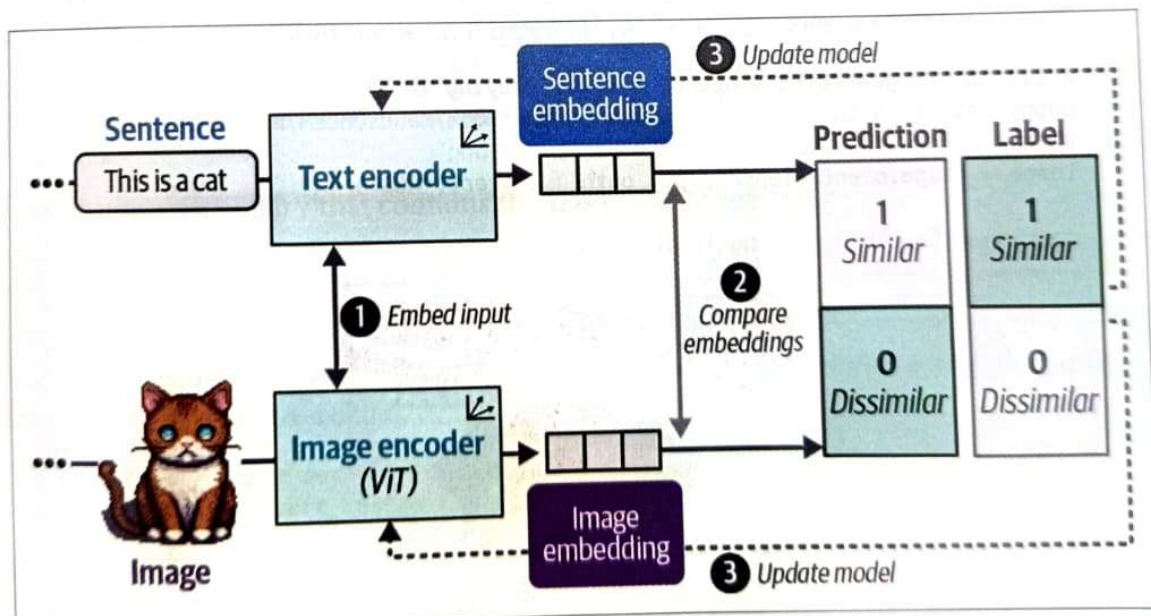 3 Update model
Sentence
embedding
Sentence
This is a cat
Text encoder
Prediction
Label
1
Similar
1
Similar
1 Embed input
2
Compare
embeddings
0
Dissimilar
0
Dissimilar
Image encoder
(ViT)
Image
Image
embedding
3 Update model